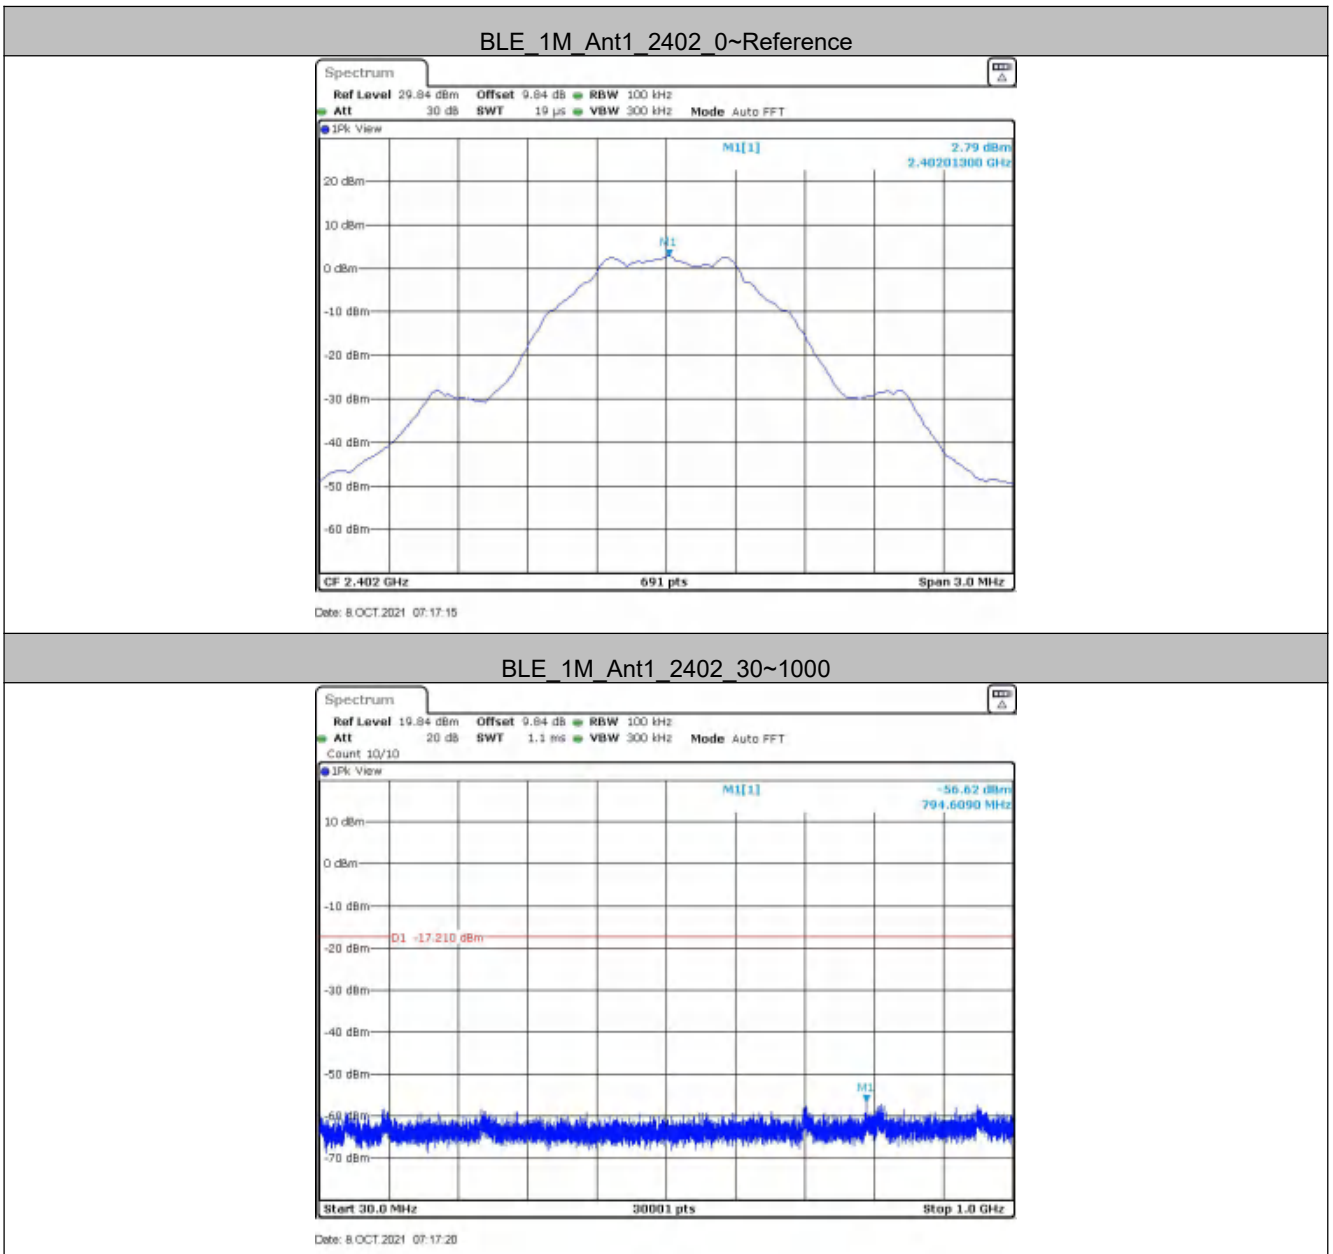 BLE_1M_Ant1_2402_0~Reference
Spectrum
Ref Level 29.84 dBm Offset 9.84 dB RBW 100 kHz
Att 30 dB SWT 19 µs VBW 300 kHz Mode Auto FFT
1Pk View
M1[1] 2.79 dBm
2.40201300 GHz
20 dBm
10 dBm
M1
0 dBm
-10 dBm
-20 dBm
-30 dBm
-40 dBm
-50 dBm
-60 dBm
CF 2.402 GHz 691 pts Span 3.0 MHz
Date: 8.OCT.2021 07:17:15
BLE_1M_Ant1_2402_30~1000
Spectrum
Ref Level 19.84 dBm Offset 9.84 dB RBW 100 kHz
Att 20 dB SWT 1.1 ms VBW 300 kHz Mode Auto FFT
Count 10/10
1Pk View
M1[1] -56.62 dBm
794.6090 MHz
10 dBm
0 dBm
-10 dBm
D1 -17.210 dBm
-20 dBm
-30 dBm
-40 dBm
-50 dBm
M1
-60 dBm
-70 dBm
Start 30.0 MHz 30001 pts Stop 1.0 GHz
Date: 8.OCT.2021 07:17:20